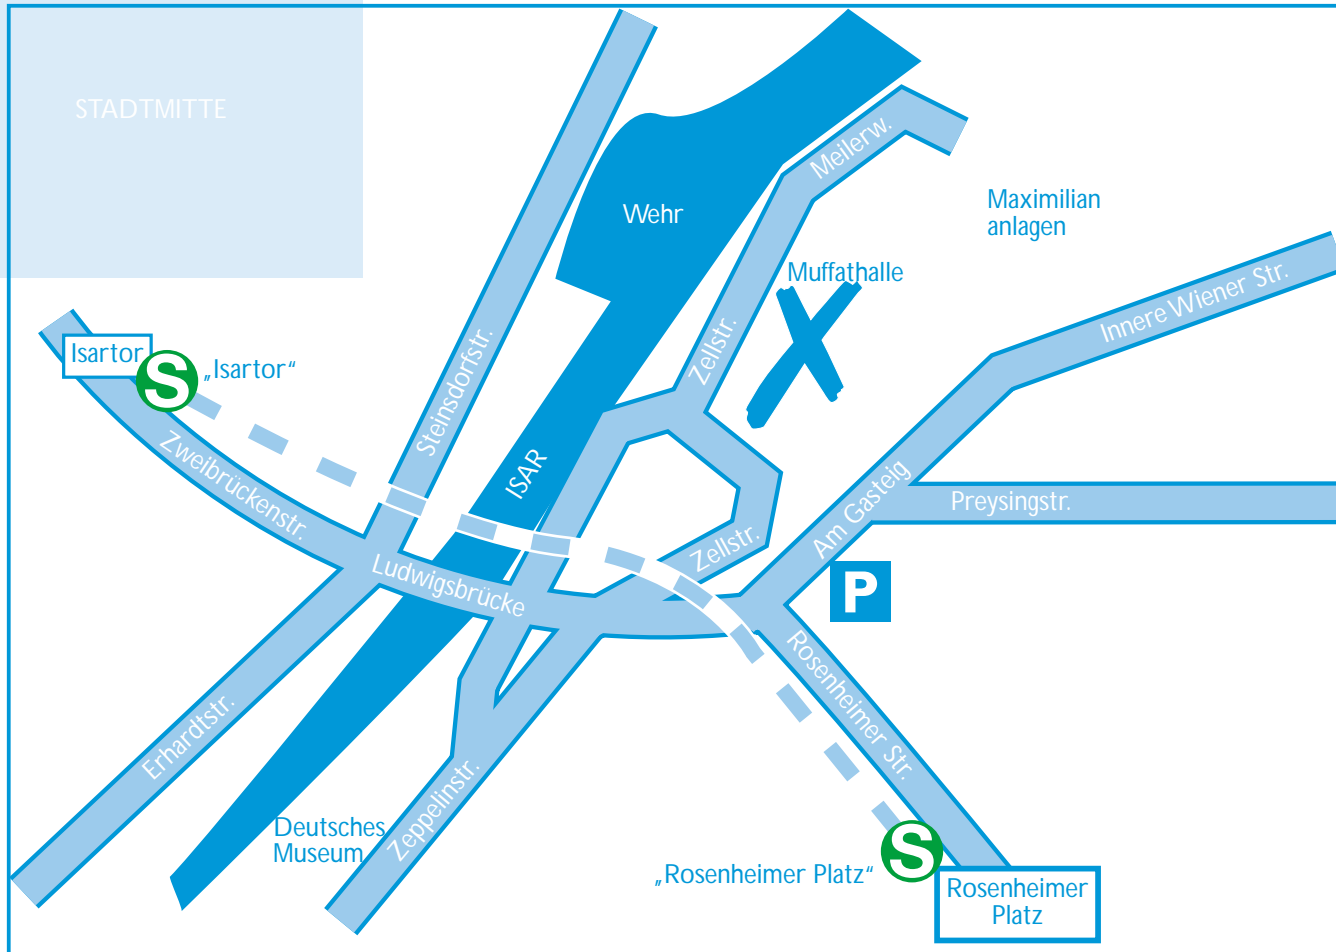 STADTMITTE
Meilerw.
Wehr
Maximilian
anlagen
Muffathalle
Innere Wiener Str.
Isartor
S
„Isartor“
Zellstr.
Steinsdorfstr.
Zweibrückenstr.
ISAR
Am Gasteig
Preysingstr.
Zellstr.
Ludwigsbrücke
P
Rosenheimer Str.
Erhardtstr.
Zeppelinstr.
Deutsches
Museum
S
„Rosenheimer Platz“
Rosenheimer
Platz